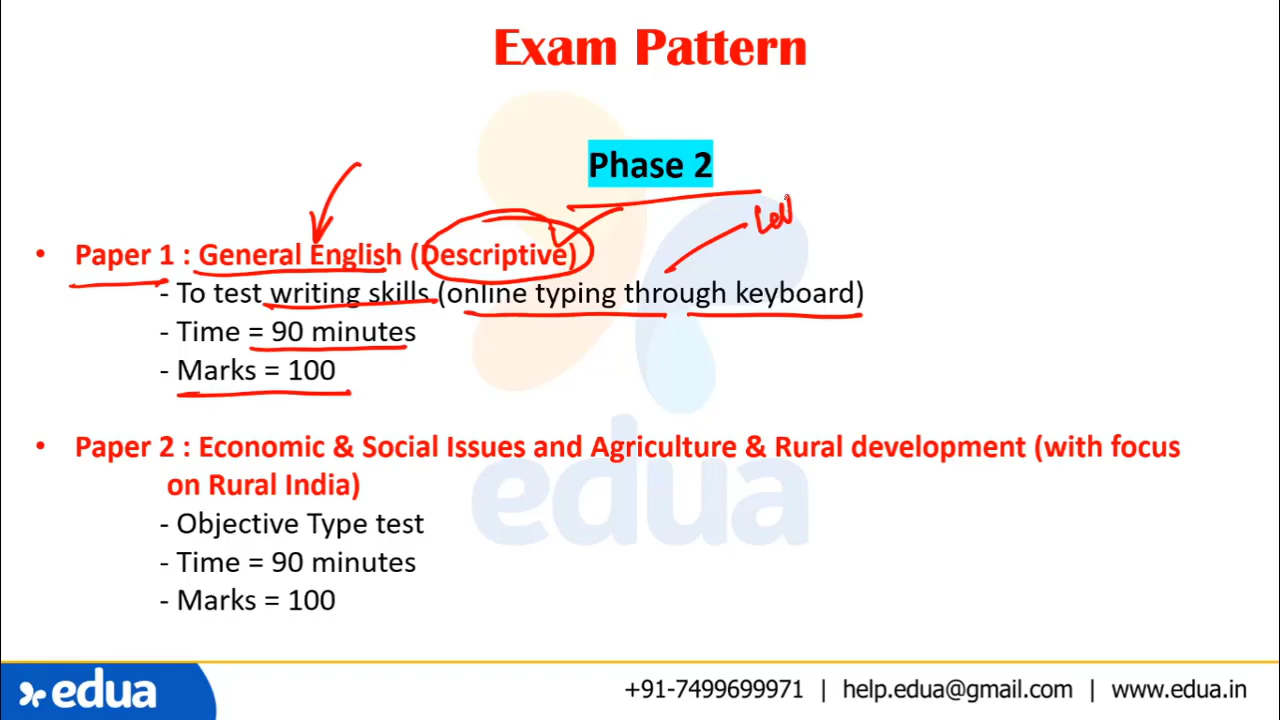 Exam Pattern
Phase 2
• Paper 1 : General English (Descriptive)
- To test writing skills (online typing through keyboard)
- Time = 90 minutes
- Marks = 100
• Paper 2 : Economic & Social Issues and Agriculture & Rural development (with focus
on Rural India)
- Objective Type test
- Time = 90 minutes
- Marks = 100
edua
edua
+91-7499699971 | help.edua@gmail.com | www.edua.in